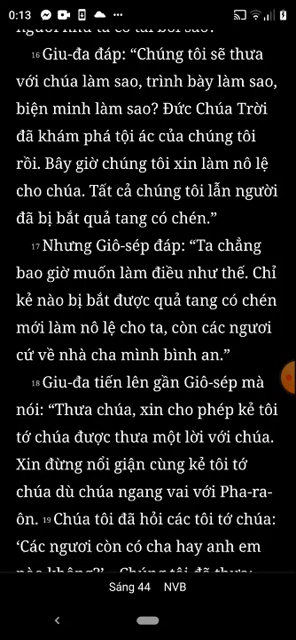 0:13
16 Giu-đa đáp: “Chúng tôi sẽ thưa
với chúa làm sao, trình bày làm sao,
biện minh làm sao? Đức Chúa Trời
đã khám phá tội ác của chúng tôi
rồi. Bây giờ chúng tôi xin làm nô lệ
cho chúa. Tất cả chúng tôi lẫn người
đã bị bắt quả tang có chén.”
17 Nhưng Giô-sép đáp: “Ta chẳng
bao giờ muốn làm điều như thế. Chỉ
kẻ nào bị bắt được quả tang có chén
mới làm nô lệ cho ta, còn các ngươi
cứ về nhà cha mình bình an.”
18 Giu-đa tiến lên gần Giô-sép mà
nói: “Thưa chúa, xin cho phép kẻ tôi
tớ chúa được thưa một lời với chúa.
Xin đừng nổi giận cùng kẻ tôi tớ
chúa dù chúa ngang vai với Pha-ra-
ôn. 19 Chúa tôi đã hỏi các tôi tớ chúa:
‘Các ngươi còn có cha hay anh em
nào không?’ Chúng tôi đã thưa:
Sáng 44 NVB